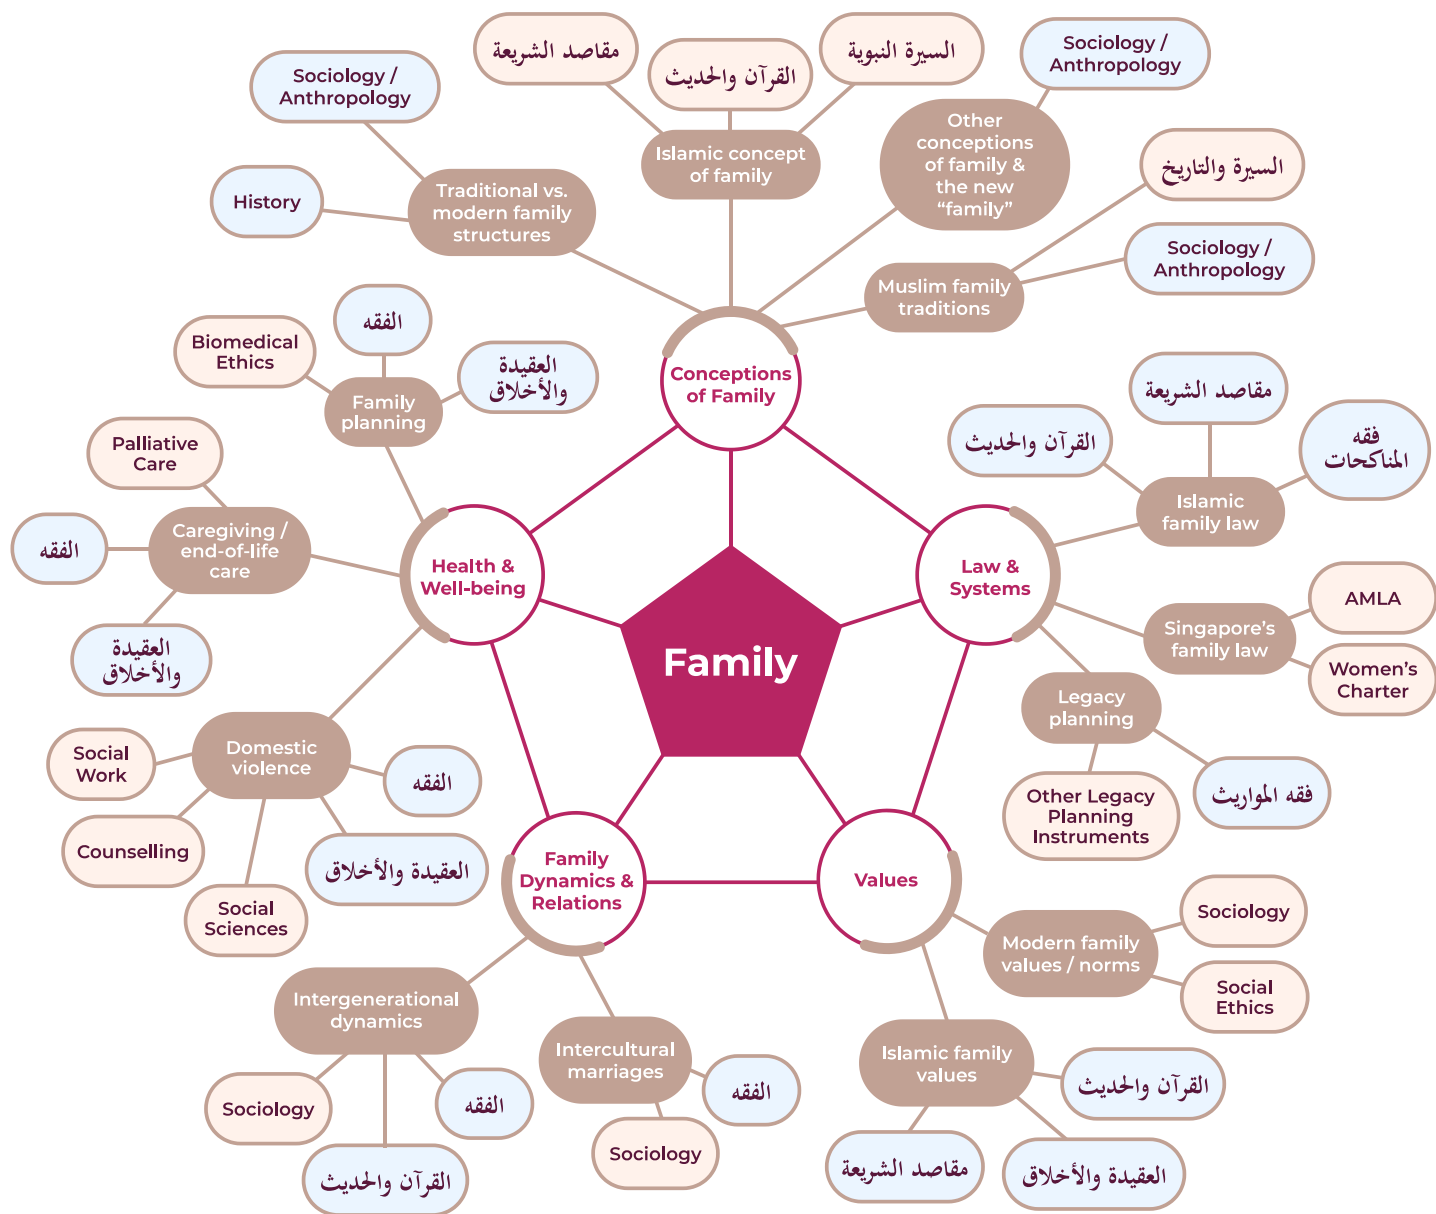 مقاصد الشريعة
القرآن والحديث
السيرة النبوية
Sociology /
Anthropology
Sociology /
Anthropology
Other
conceptions
of family &
the new
“family”
Islamic concept
of family
السيرة والتاريخ
History
Traditional vs.
modern family
structures
Sociology /
Anthropology
Muslim family
traditions
Conceptions
of Family
الفقه
Biomedical
Ethics
العقيدة
والأخلاق
Family
planning
Palliative
Care
Caregiving /
end-of-life
care
الفقه
العقيدة
والأخلاق
Health &
Well-being
Domestic
violence
Social
Work
Counselling
Social
Sciences
الفقه
العقيدة والأخلاق
Family
مقاصد الشريعة
القرآن والحديث
فقه
المناكحات
Islamic
family law
Law &
Systems
AMLA
Singapore’s
family law
Women’s
Charter
Legacy
planning
Other Legacy
Planning
Instruments
فقه المواريث
Family
Dynamics &
Relations
Intergenerational
dynamics
Sociology
القرآن والحديث
الفقه
Intercultural
marriages
الفقه
Sociology
Values
Modern family
values / norms
Sociology
Social
Ethics
Islamic family
values
القرآن والحديث
مقاصد الشريعة
العقيدة والأخلاق